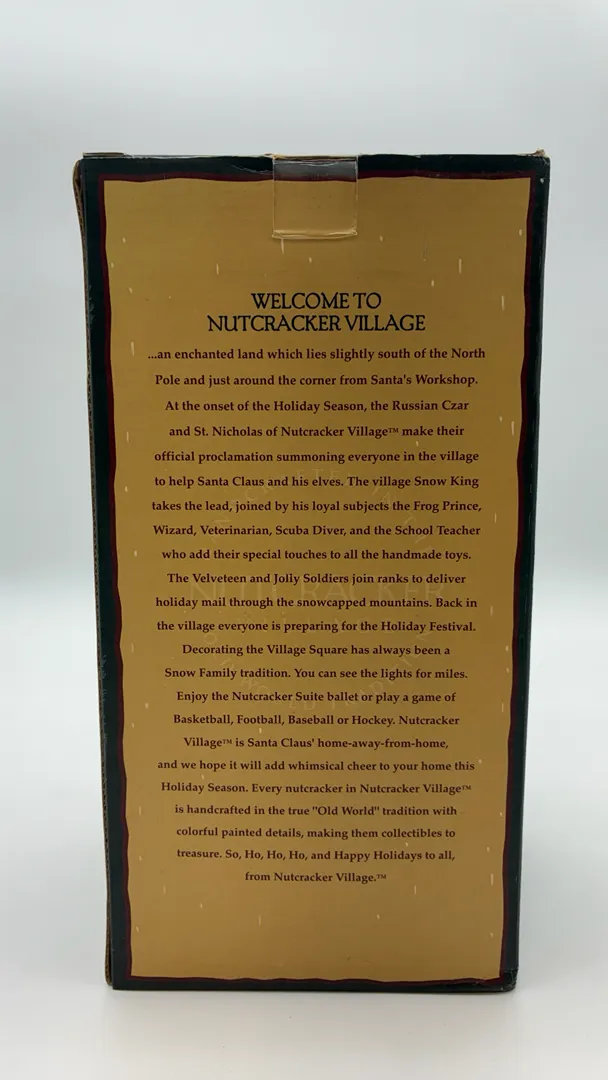 WELCOME TO
NUTCRACKER VILLAGE
...an enchanted land which lies slightly south of the North
Pole and just around the corner from Santa's Workshop.
At the onset of the Holiday Season, the Russian Czar
and St. Nicholas of Nutcracker Village™ make their
official proclamation summoning everyone in the village
to help Santa Claus and his elves. The village Snow King
takes the lead, joined by his loyal subjects the Frog Prince,
Wizard, Veterinarian, Scuba Diver, and the School Teacher
who add their special touches to all the handmade toys.
The Velveteen and Jolly Soldiers join ranks to deliver
holiday mail through the snowcapped mountains. Back in
the village everyone is preparing for the Holiday Festival.
Decorating the Village Square has always been a
Snow Family tradition. You can see the lights for miles.
Enjoy the Nutcracker Suite ballet or play a game of
Basketball, Football, Baseball or Hockey. Nutcracker
Village™ is Santa Claus' home-away-from-home,
and we hope it will add whimsical cheer to your home this
Holiday Season. Every nutcracker in Nutcracker Village™
is handcrafted in the true "Old World" tradition with
colorful painted details, making them collectibles to
treasure. So, Ho, Ho, Ho, and Happy Holidays to all,
from Nutcracker Village.™